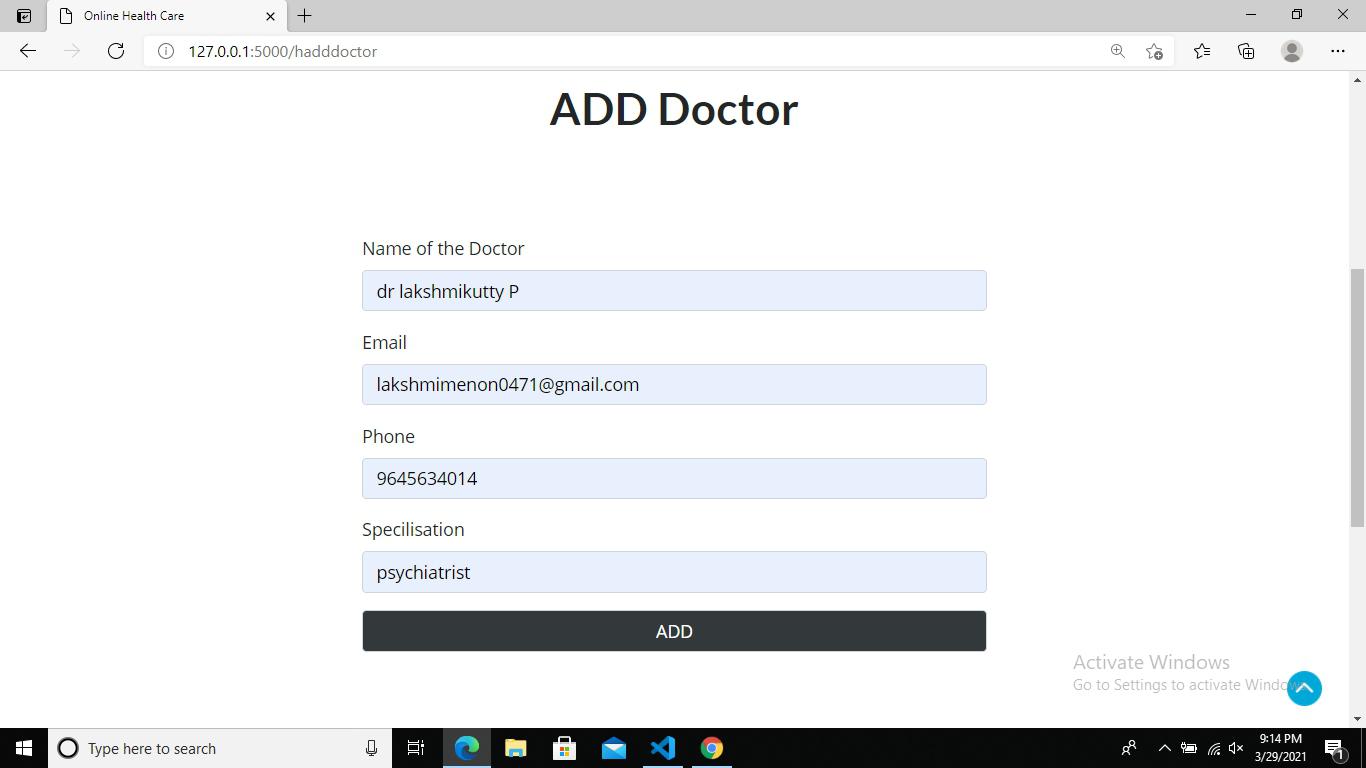 Online Health Care
127.0.0.1:5000/hadddoctor
ADD Doctor
Name of the Doctor
dr lakshmikutty P
Email
lakshmimenon0471@gmail.com
Phone
9645634014
Specilisation
psychiatrist
ADD
Activate Windows
Go to Settings to activate Windows.
Type here to search
9:14 PM
3/29/2021
1